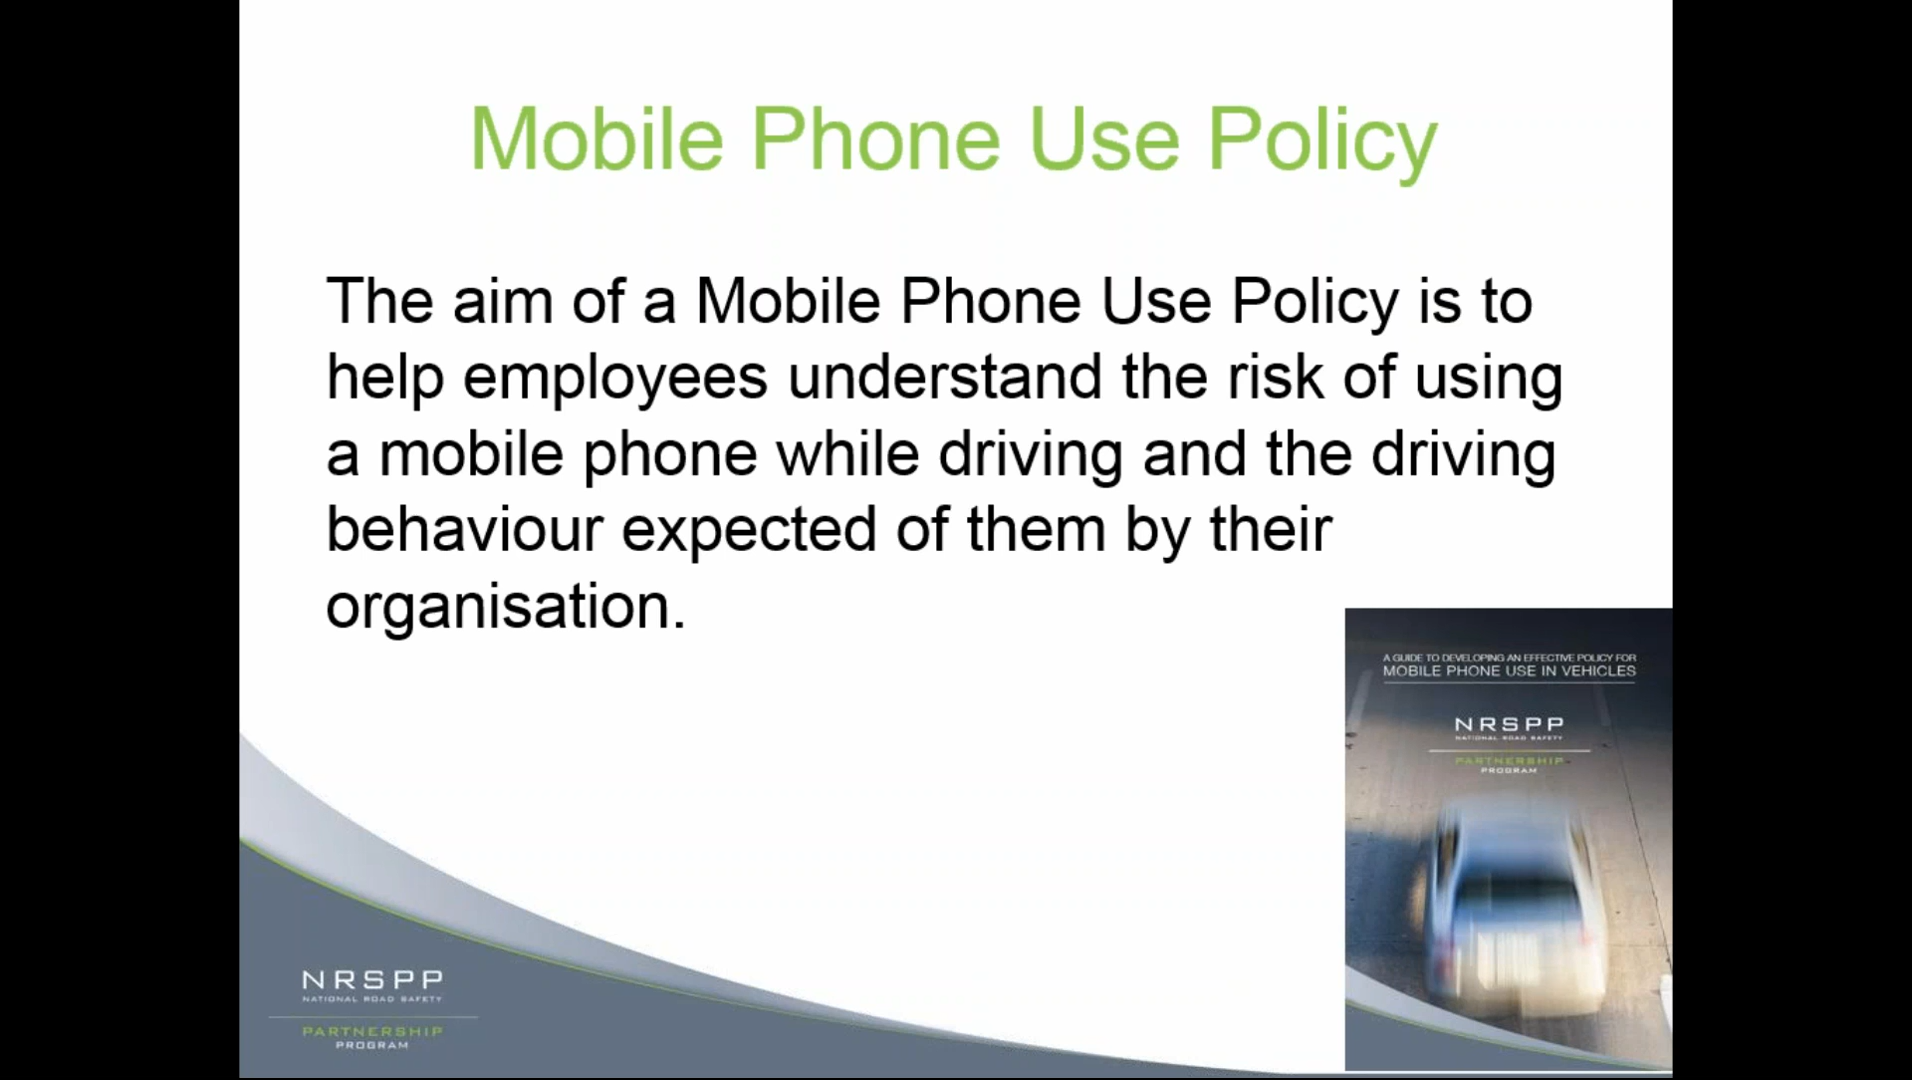 Mobile Phone Use Policy
The aim of a Mobile Phone Use Policy is to
help employees understand the risk of using
a mobile phone while driving and the driving
behaviour expected of them by their
organisation.
A GUIDE TO DEVELOPING AN EFFECTIVE POLICY FOR
MOBILE PHONE USE IN VEHICLES
NRSPP
NATIONAL ROAD SAFETY
PARTNERSHIP
PROGRAM
NRSPP
NATIONAL ROAD SAFETY
PARTNERSHIP
PROGRAM